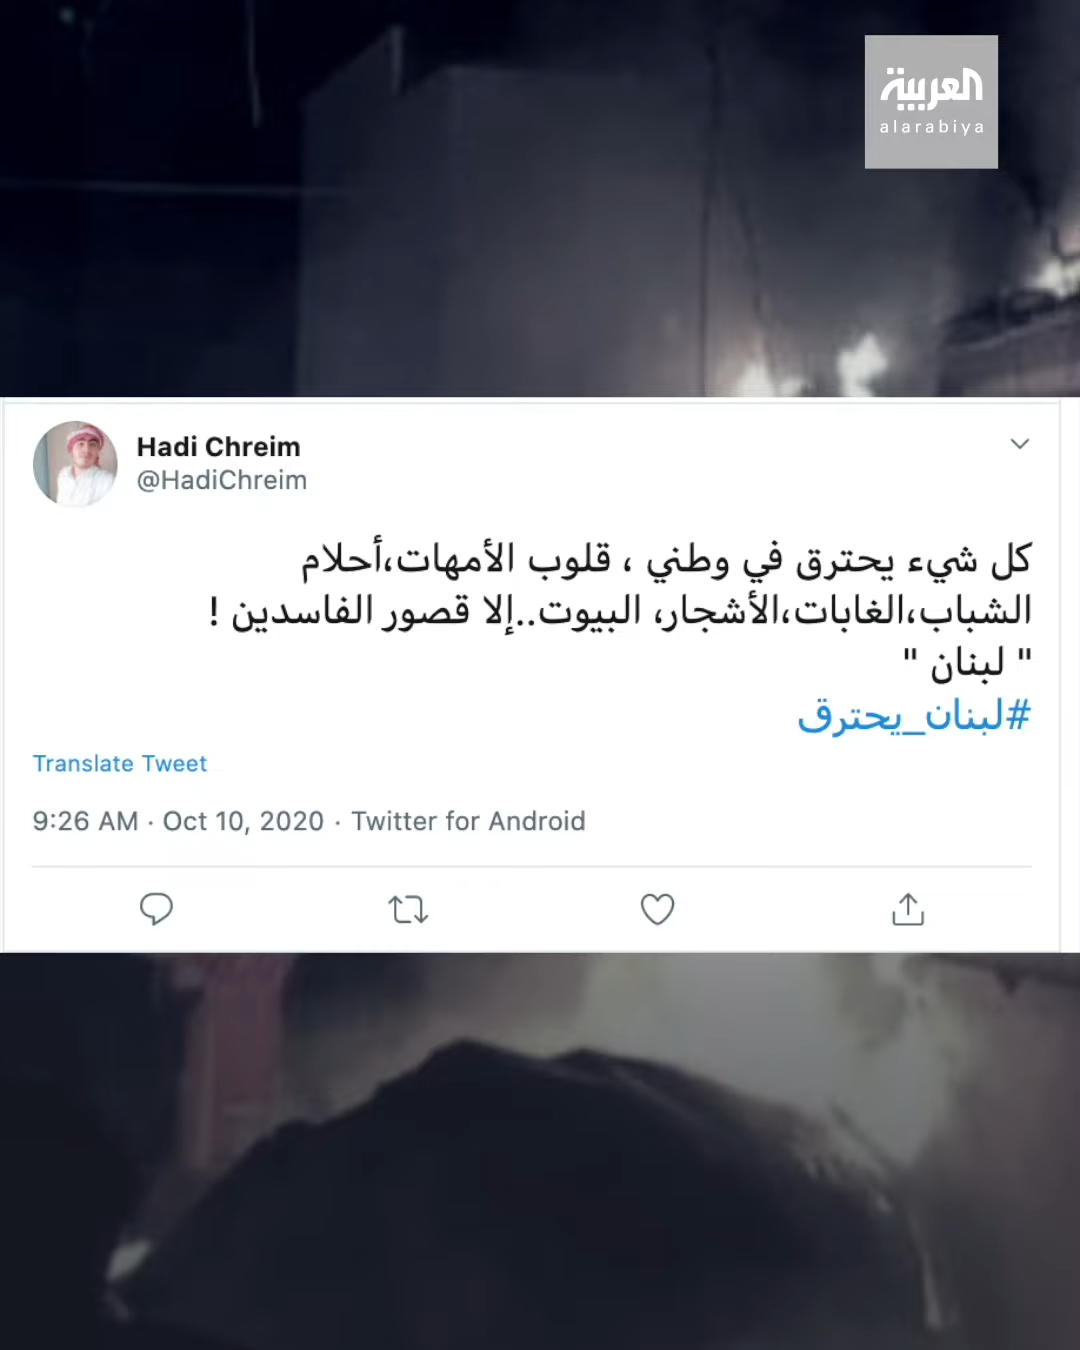 العربية
alarabiya
Hadi Chreim
@HadiChreim
كل شيء يحترق في وطني ، قلوب الأمهات،أحلام
الشباب،الغابات،الأشجار، البيوت..إلا قصور الفاسدين !
" لبنان "
#لبنان_يحترق
Translate Tweet
9:26 AM · Oct 10, 2020 · Twitter for Android